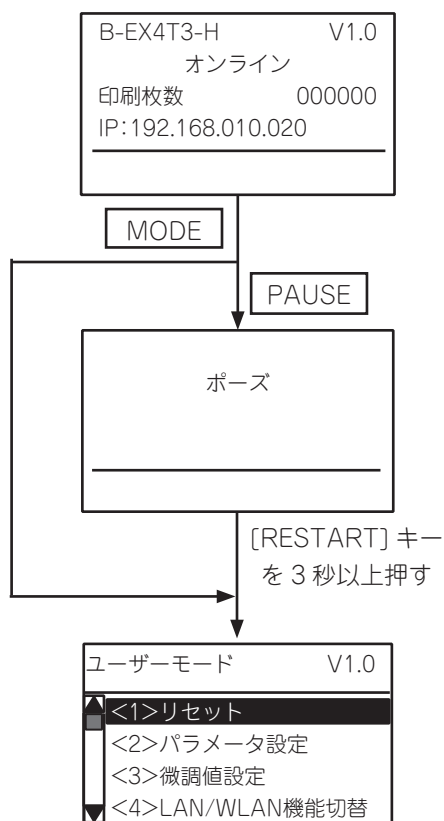 B-EX4T3-H V1.0
オンライン
印刷枚数 000000
IP:192.168.010.020
MODE
PAUSE
ポーズ
[RESTART] キー
を 3 秒以上押す
ユーザーモード V1.0
<1>リセット
<2>パラメータ設定
<3>微調値設定
<4>LAN/WLAN機能切替